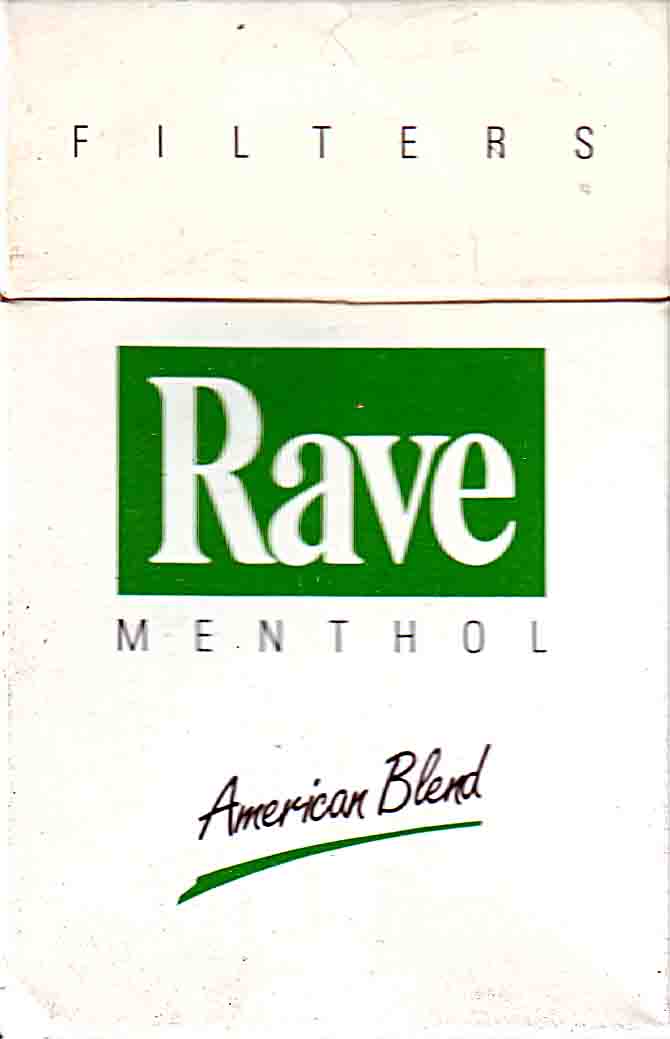 FILTERS
Rave
MENTHOL
American Blend